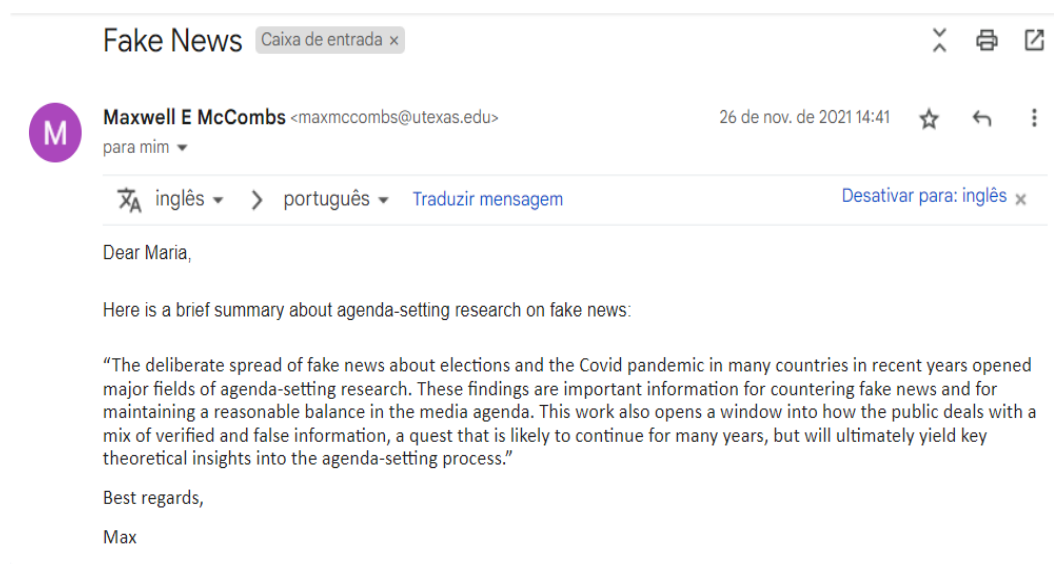 Fake News Caixa de entrada ×
Maxwell E McCombs <maxmccombs@utexas.edu> 26 de nov. de 2021 14:41
M
para mim
inglês > português Traduzir mensagem Desativar para: inglês ×
Dear Maria,
Here is a brief summary about agenda-setting research on fake news:
“The deliberate spread of fake news about elections and the Covid pandemic in many countries in recent years opened
major fields of agenda-setting research. These findings are important information for countering fake news and for
maintaining a reasonable balance in the media agenda. This work also opens a window into how the public deals with a
mix of verified and false information, a quest that is likely to continue for many years, but will ultimately yield key
theoretical insights into the agenda-setting process.”
Best regards,
Max